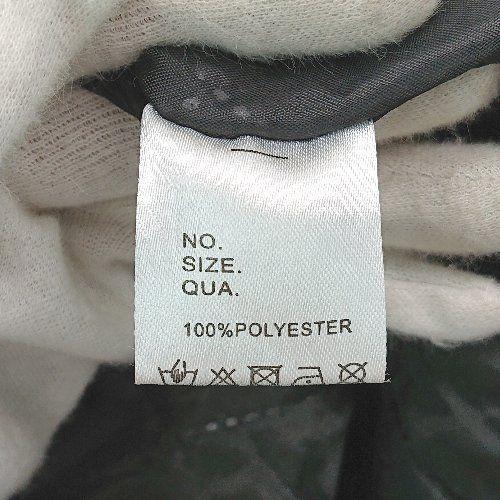 NO.
SIZE.
QUA.
100%POLYESTER